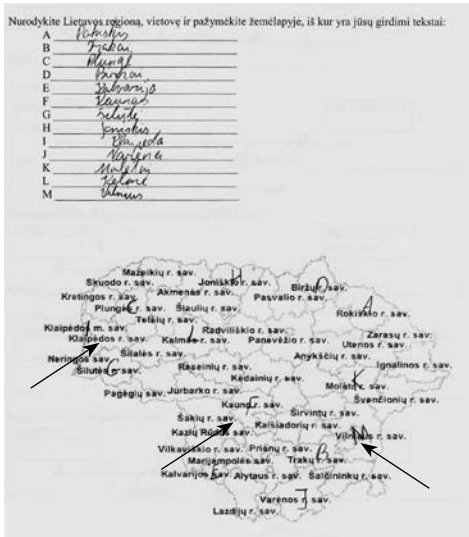 Nurodykite Lietuvos regioną, vietovę ir pažymėkite žemėlapyje, iš kur yra jūsų girdimi tekstai:
A
B Trakai
C Plungė
D Biržai
E Kalvarija
F Kaunas
G Šilutė
H Joniškis
I Klaipėda
J Varėna
K Molėtai
L Kelmė
M Vilnius
Mažeikių r. sav. H
Skuodo r. sav. Joniškio r. sav. Biržų r. sav. D
Akmenės r. sav. Pasvalio r. sav.
Kretingos r. sav. C A
Plungės r. sav. Šiaulių r. sav. Rokiškio r. sav.
Telšių r. sav.
Klaipėdos m. sav. I Radviliškio r. sav. Zarasų r. sav.
Klaipėdos r. sav. Kelmės r. sav. L Panevėžio r. sav. Utenos r. sav.
Šilalės r. sav. Anykščių r. sav.
Neringos sav. Raseinių r. sav. Ignalinos r. sav.
Šilutės r. sav. G Kėdainių r. sav. K
Pagėgių sav. Jurbarko r. sav. Molėtų r. sav.
Švenčionių r. sav.
Kauno r. sav. F Širvintų r. sav.
Šakių r. sav. Kaišiadorių r. sav. M
Kazlų Rūdos sav. Vilniaus r. sav.
Vilkaviškio r. sav. Prienų r. sav. B
Marijampolės sav. Trakų r. sav.
Kalvarijos sav. E Alytaus r. sav. Šalčininkų r. sav.
Varėnos r. sav. J
Lazdijų r. sav.